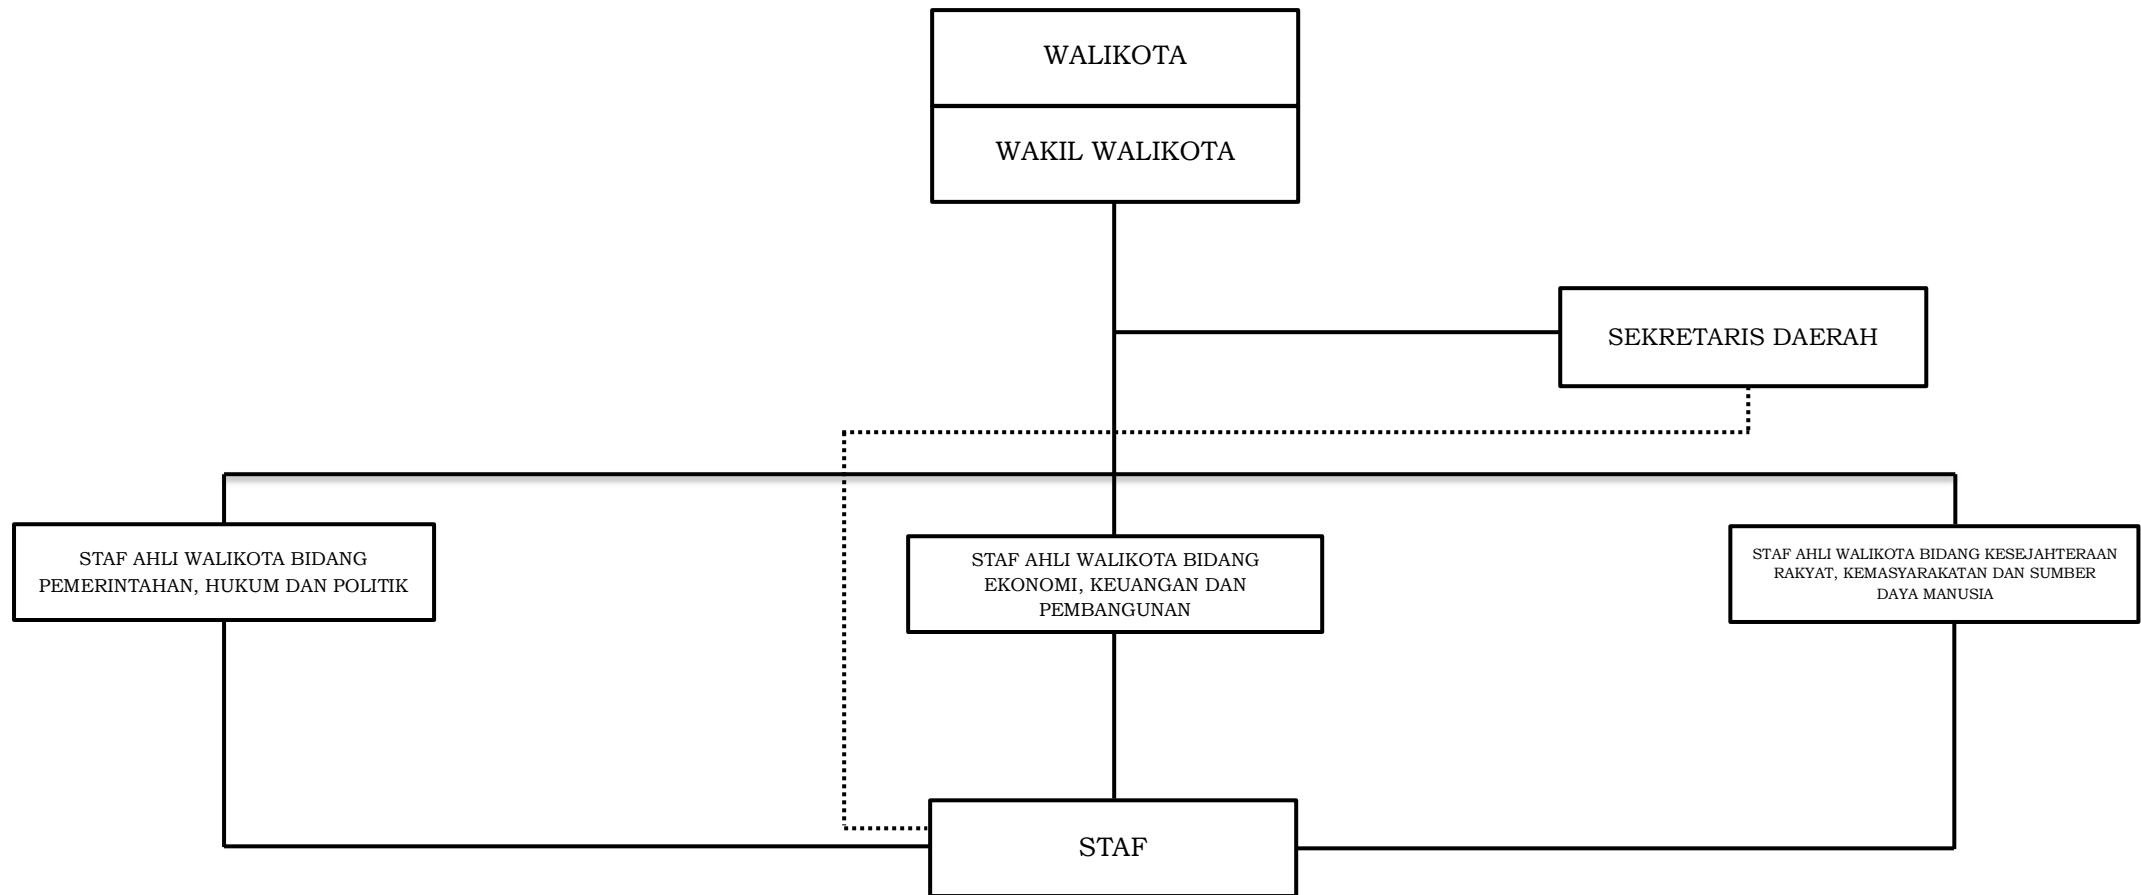 WALIKOTA
WAKIL WALIKOTA
SEKRETARIS DAERAH
STAF AHLI WALIKOTA BIDANG
PEMERINTAHAN, HUKUM DAN POLITIK
STAF AHLI WALIKOTA BIDANG
EKONOMI, KEUANGAN DAN
PEMBANGUNAN
STAF AHLI WALIKOTA BIDANG KESEJAHTERAAN
RAKYAT, KEMASYARAKATAN DAN SUMBER
DAYA MANUSIA
STAF